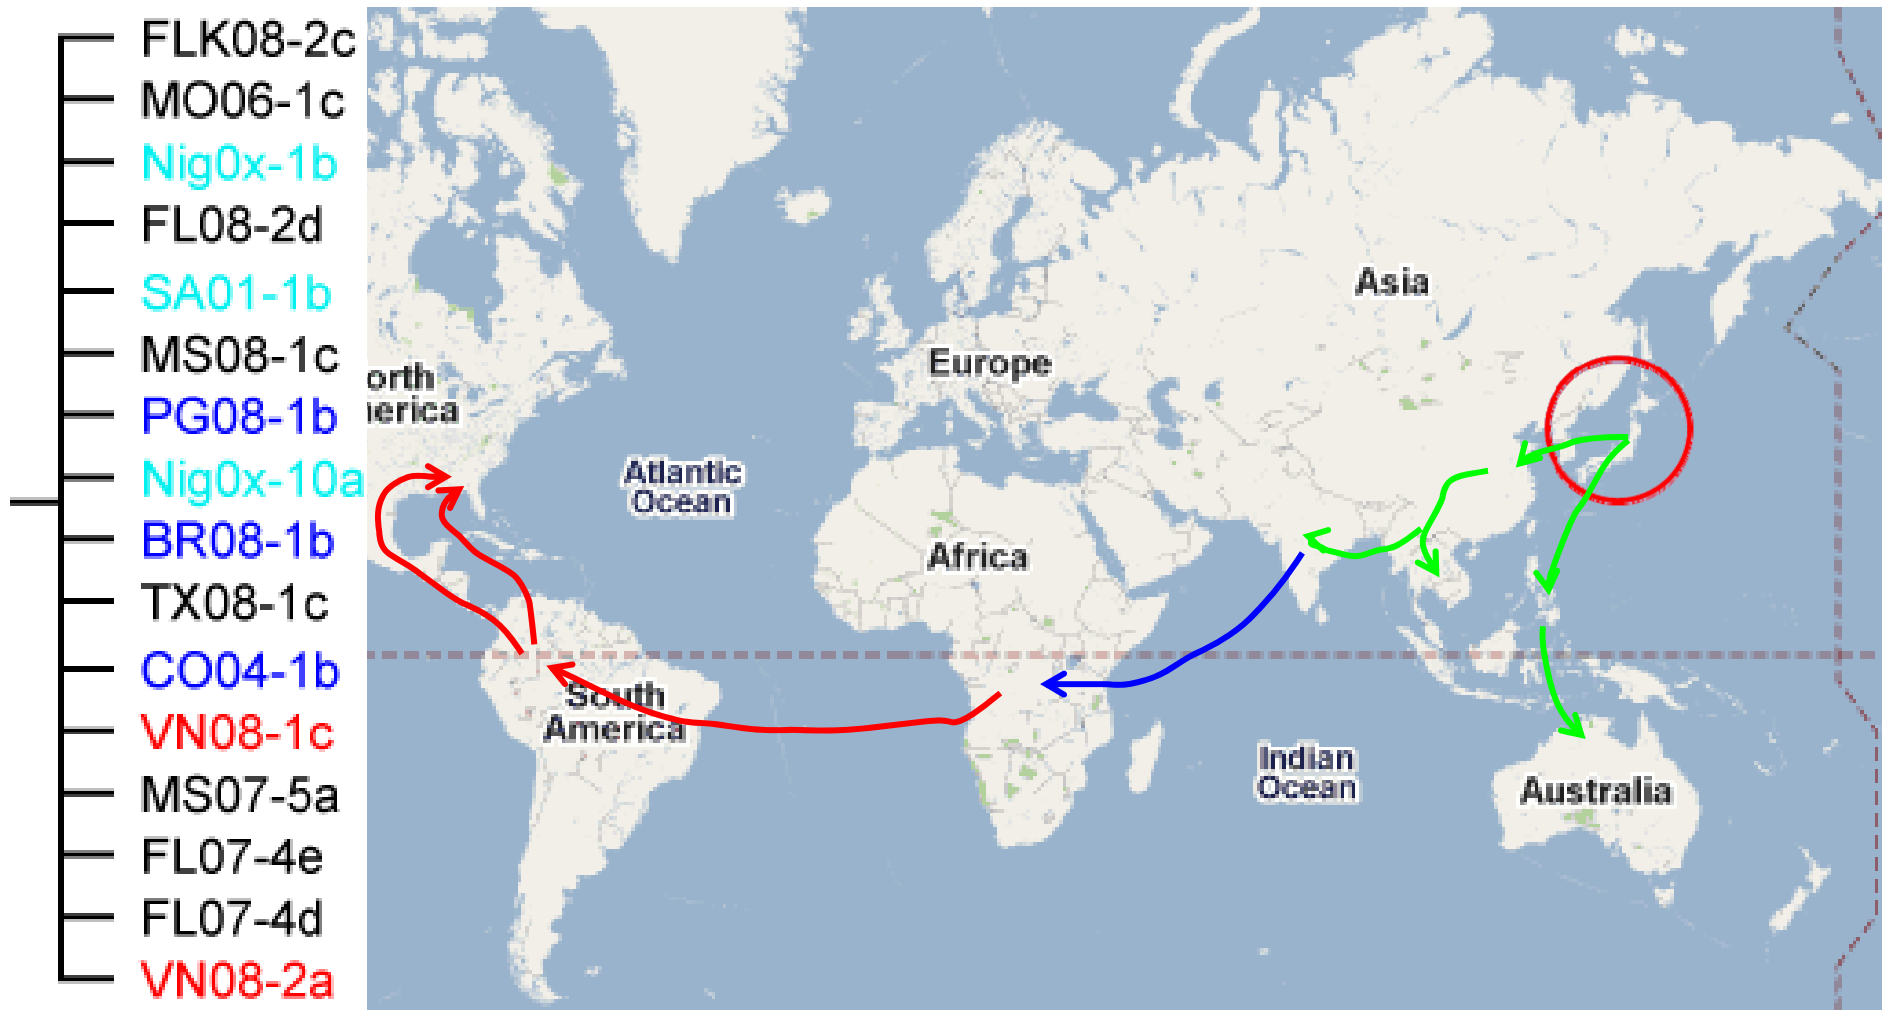 FLK08-2c
MO06-1c
Nig0x-1b
FL08-2d
SA01-1b
MS08-1c
PG08-1b
Nig0x-10a
BR08-1b
TX08-1c
CO04-1b
VN08-1c
MS07-5a
FL07-4e
FL07-4d
VN08-2a
orth
erica
Atlantic
Ocean
Europe
Asia
Africa
South
America
Indian
Ocean
Australia